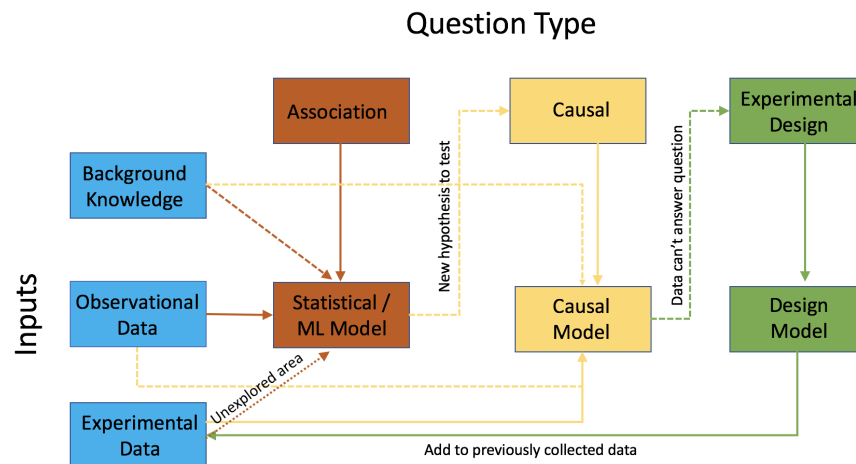 Question Type
Association
Causal
Experimental
Design
Background
Knowledge
New hypothesis to test
Data can't answer question
Inputs
Observational
Data
Statistical /
ML Model
Causal
Model
Design
Model
Unexplored area
Experimental
Data
Add to previously collected data